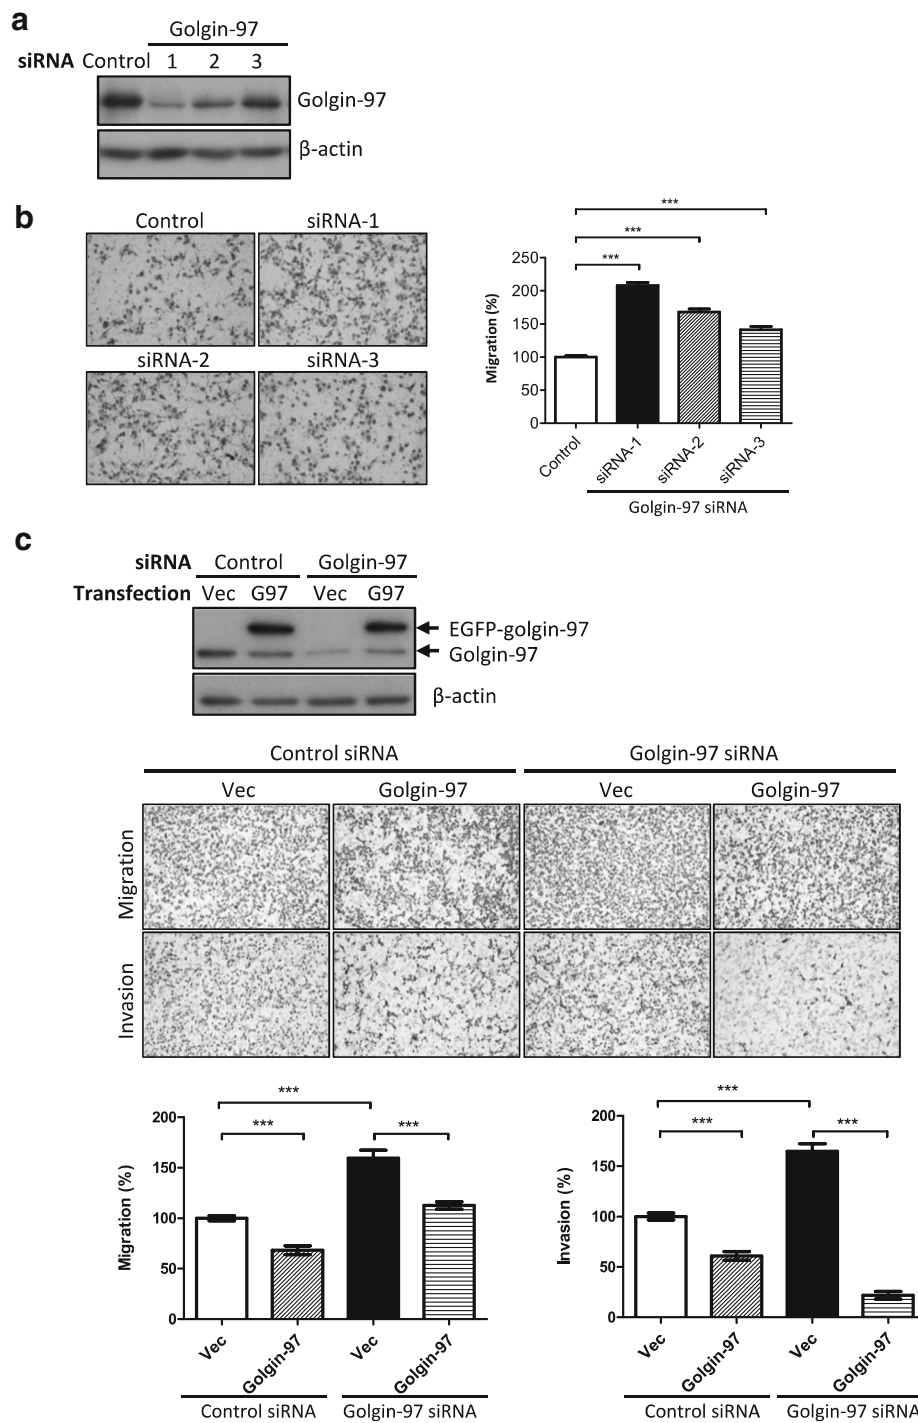 a
Golgin-97
siRNA Control 1 2 3
Golgin-97
β-actin
b
Control siRNA-1
siRNA-2 siRNA-3
***
***
***
250
200
150
100
50
0
Migration (%)
Control siRNA-1 siRNA-2 siRNA-3
Golgin-97 siRNA
c
siRNA Control Golgin-97
Transfection Vec G97 Vec G97
EGFP-golgin-97
Golgin-97
β-actin
Control siRNA Golgin-97 siRNA
Vec Golgin-97 Vec Golgin-97
Migration
Invasion
***
*** ***
200
150
100
50
0
Migration (%)
Vec Golgin-97 Vec Golgin-97
Control siRNA Golgin-97 siRNA
***
*** ***
200
150
100
50
0
Invasion (%)
Vec Golgin-97 Vec Golgin-97
Control siRNA Golgin-97 siRNA